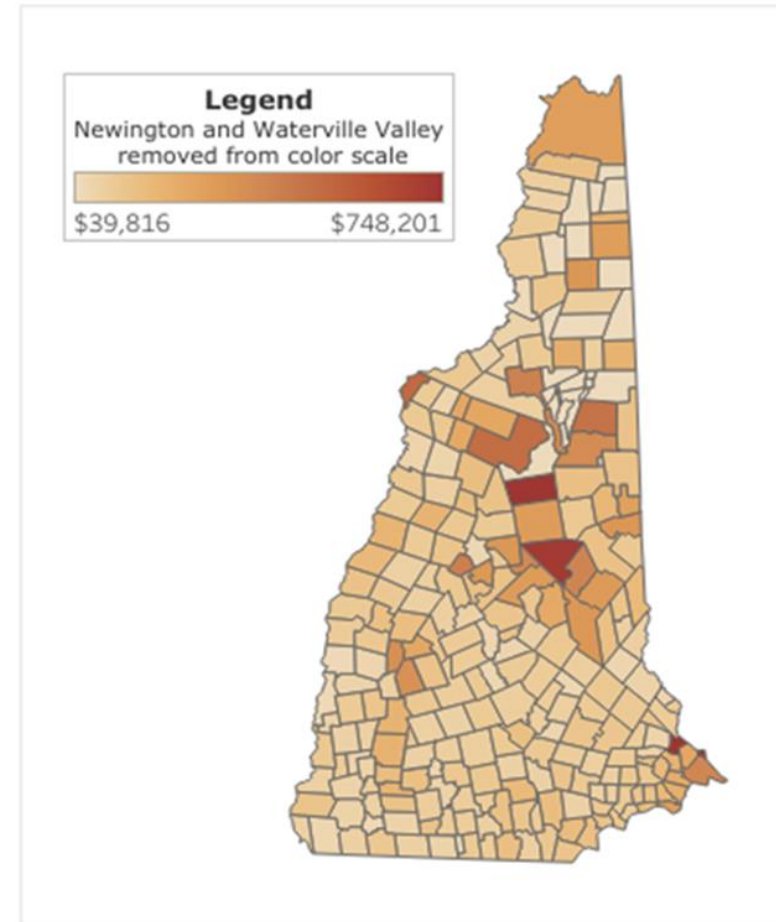 Legend
Newington and Waterville Valley
removed from color scale
$39,816 $748,201